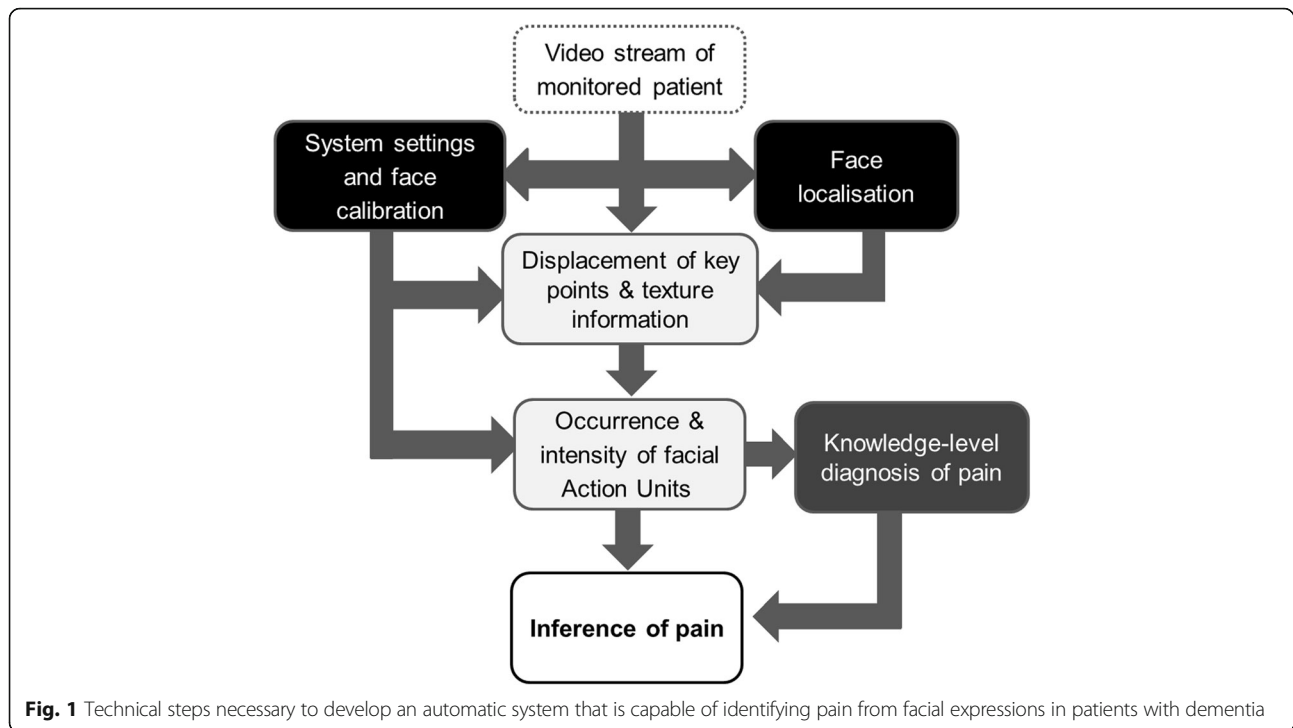 Video stream of
monitored patient
System settings
and face
calibration
Face
localisation
Displacement of key
points & texture
information
Occurrence &
intensity of facial
Action Units
Knowledge-level
diagnosis of pain
Inference of pain
Fig. 1 Technical steps necessary to develop an automatic system that is capable of identifying pain from facial expressions in patients with dementia